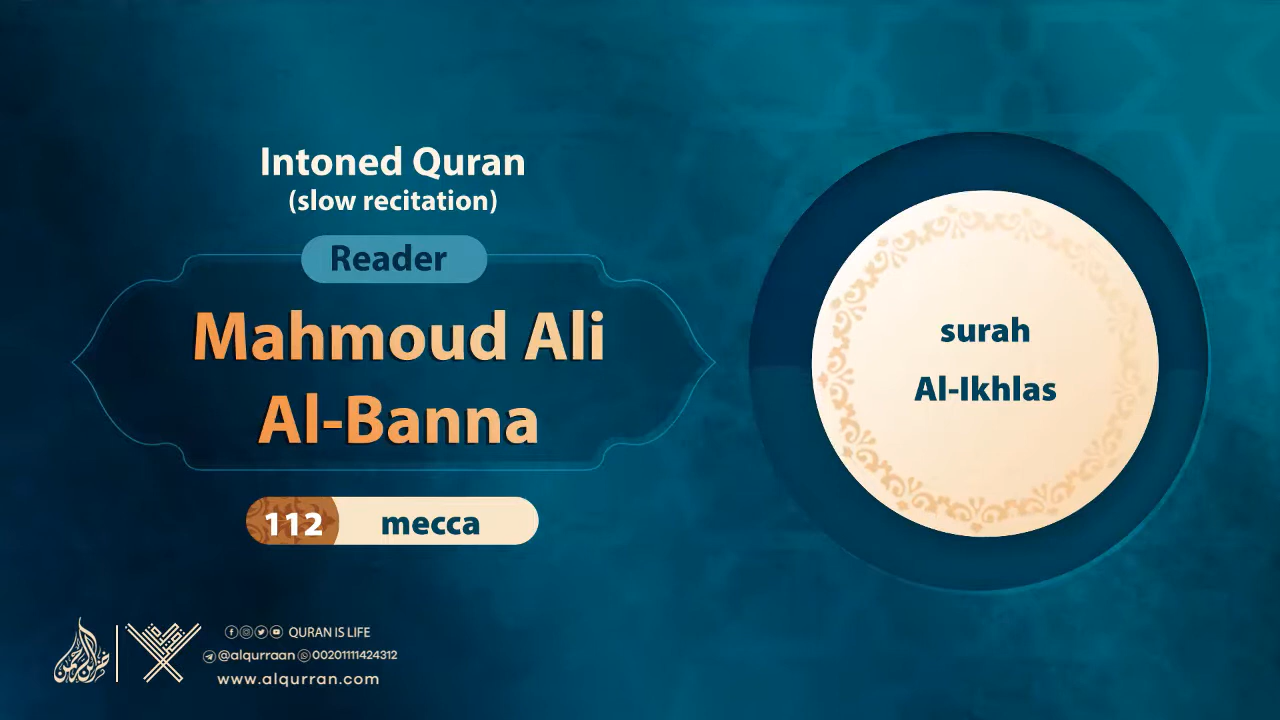 Intoned Quran
(slow recitation)
Reader
Mahmoud Ali
Al-Banna
112 mecca
surah
Al-Ikhlas
QURAN IS LIFE
@alqurraan 00201111424312
www.alqurran.com